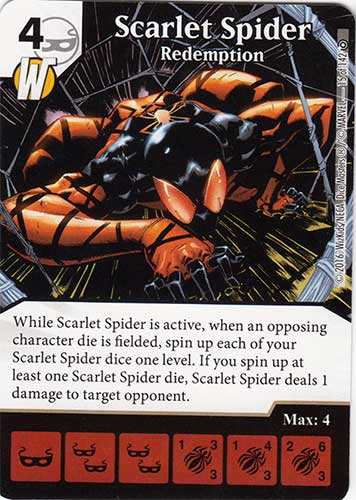 4
Scarlet Spider
W
Redemption
While Scarlet Spider is active, when an opposing
character die is fielded, spin up each of your
Scarlet Spider dice one level. If you spin up at
least one Scarlet Spider die, Scarlet Spider deals 1
damage to target opponent.
Max: 4
1 3 3
1 4 3
2 6 3